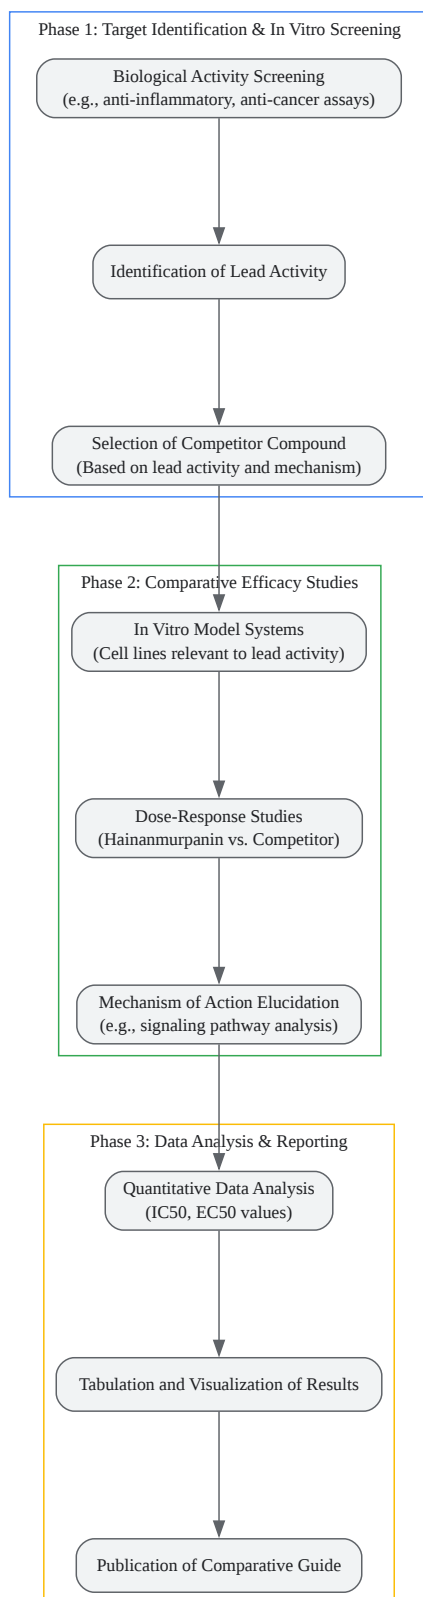 Phase 1: Target Identification & In Vitro Screening
Biological Activity Screening
(e.g., anti-inflammatory, anti-cancer assays)
Identification of Lead Activity
Selection of Competitor Compound
(Based on lead activity and mechanism)
Phase 2: Comparative Efficacy Studies
In Vitro Model Systems
(Cell lines relevant to lead activity)
Dose-Response Studies
(Hainanmurpanin vs. Competitor)
Mechanism of Action Elucidation
(e.g., signaling pathway analysis)
Phase 3: Data Analysis & Reporting
Quantitative Data Analysis
(IC50, EC50 values)
Tabulation and Visualization of Results
Publication of Comparative Guide